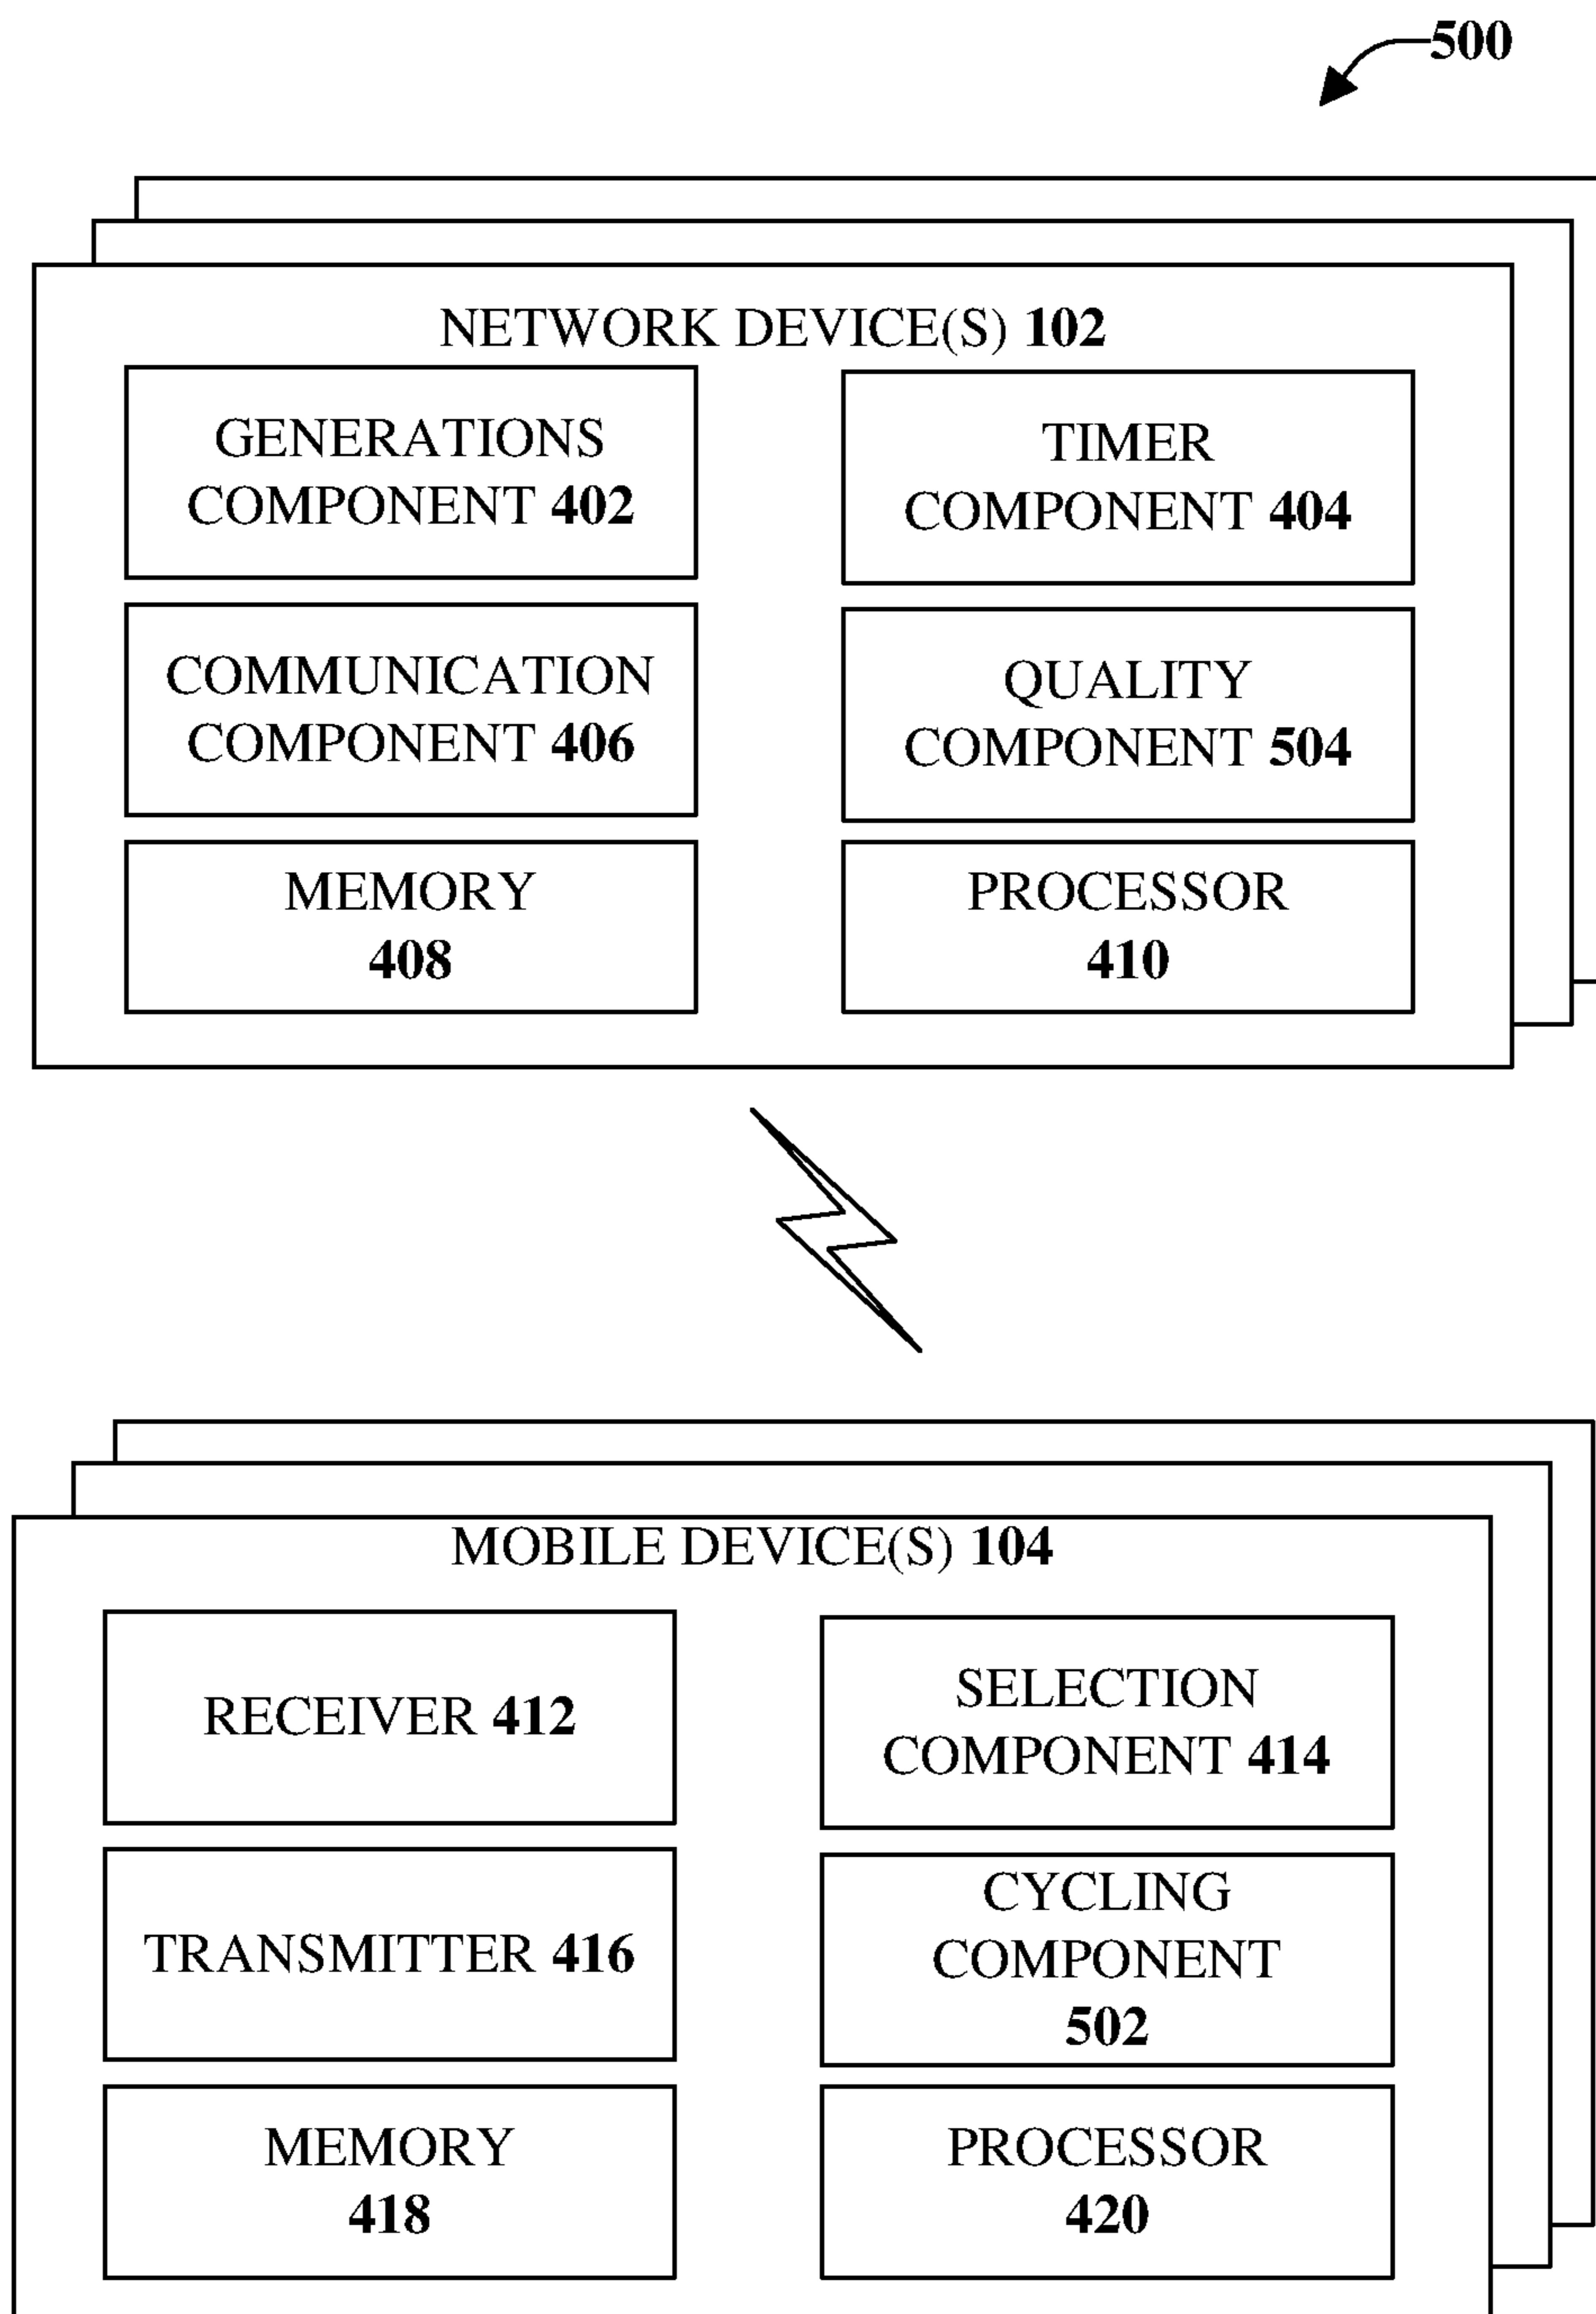 500
NETWORK DEVICE(S) 102
GENERATIONS
COMPONENT 402
TIMER
COMPONENT 404
COMMUNICATION
COMPONENT 406
QUALITY
COMPONENT 504
MEMORY
408
PROCESSOR
410
MOBILE DEVICE(S) 104
RECEIVER 412
SELECTION
COMPONENT 414
TRANSMITTER 416
CYCLING
COMPONENT
502
MEMORY
418
PROCESSOR
420